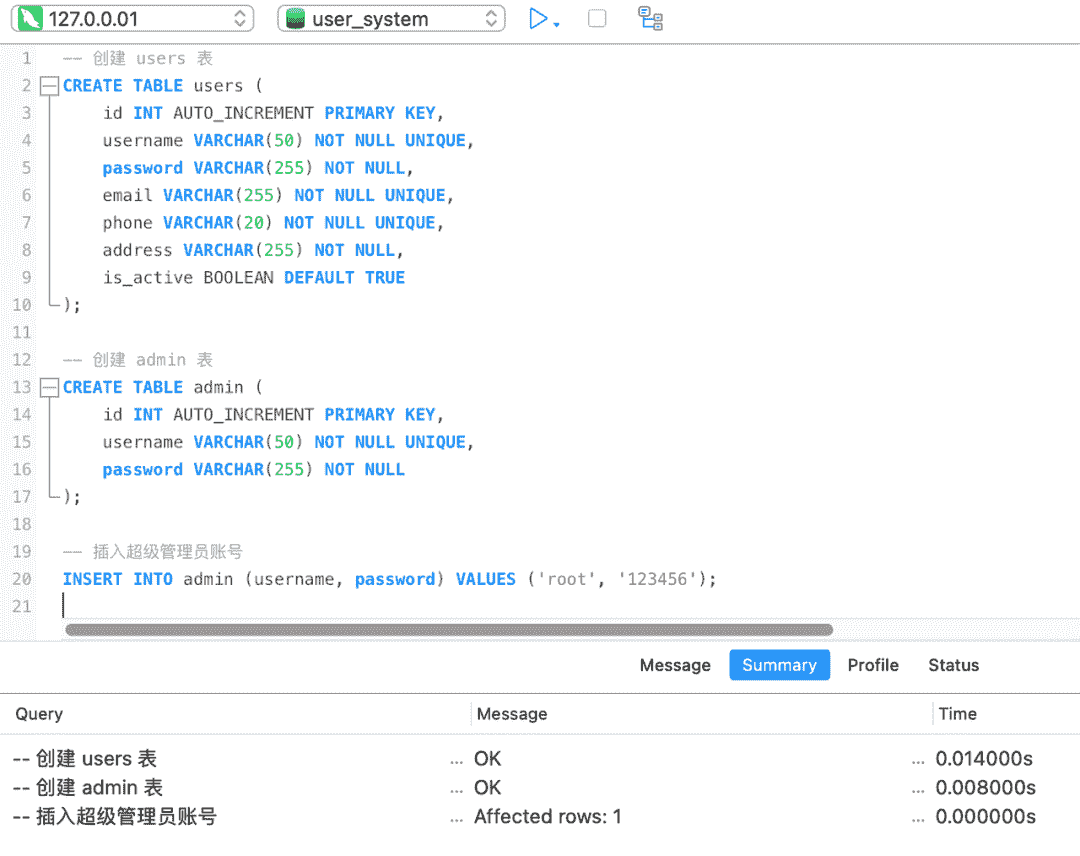 127.0.0.01 user_system
1 -- 创建 users 表
2 CREATE TABLE users (
3 id INT AUTO_INCREMENT PRIMARY KEY,
4 username VARCHAR(50) NOT NULL UNIQUE,
5 password VARCHAR(255) NOT NULL,
6 email VARCHAR(255) NOT NULL UNIQUE,
7 phone VARCHAR(20) NOT NULL UNIQUE,
8 address VARCHAR(255) NOT NULL,
9 is_active BOOLEAN DEFAULT TRUE
10 );
11
12 -- 创建 admin 表
13 CREATE TABLE admin (
14 id INT AUTO_INCREMENT PRIMARY KEY,
15 username VARCHAR(50) NOT NULL UNIQUE,
16 password VARCHAR(255) NOT NULL
17 );
18
19 -- 插入超级管理员账号
20 INSERT INTO admin (username, password) VALUES ('root', '123456');
21
Message Summary Profile Status
Query Message Time
-- 创建 users 表 ... OK ... 0.014000s
-- 创建 admin 表 ... OK ... 0.008000s
-- 插入超级管理员账号 ... Affected rows: 1 ... 0.000000s